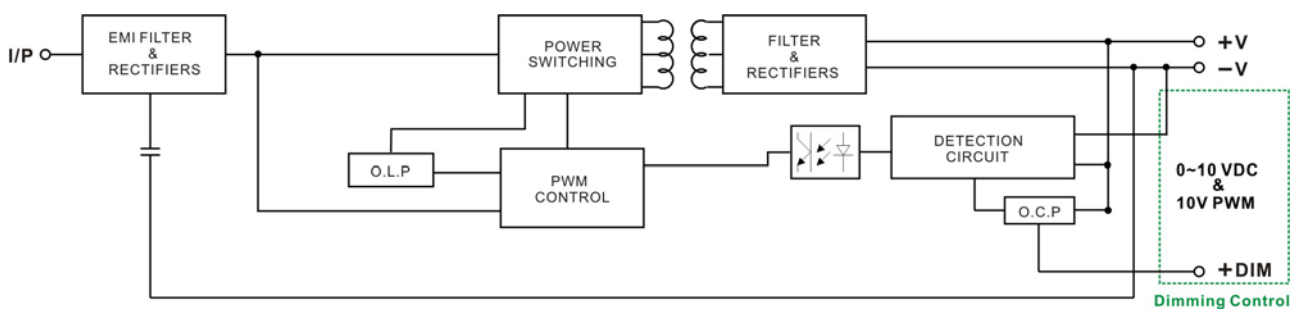 I/P
EMI FILTER
&
RECTIFIERS
POWER
SWITCHING
FILTER
&
RECTIFIERS
+V
−V
O.L.P
PWM
CONTROL
DETECTION
CIRCUIT
O.C.P
0~10 VDC
&
10V PWM
+DIM
Dimming Control